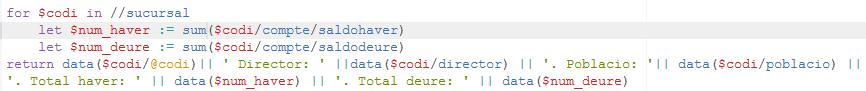 for $codi in //sucursal
    let $num_haver := sum($codi/compte/saldohaver)
    let $num_deure := sum($codi/compte/saldodeure)
return data($codi/@codi)|| ' Director: ' ||data($codi/director) || '. Poblacio: '|| data($codi/poblacio) ||
'. Total haver: ' || data($num_haver) || '. Total deure: ' || data($num_deure)